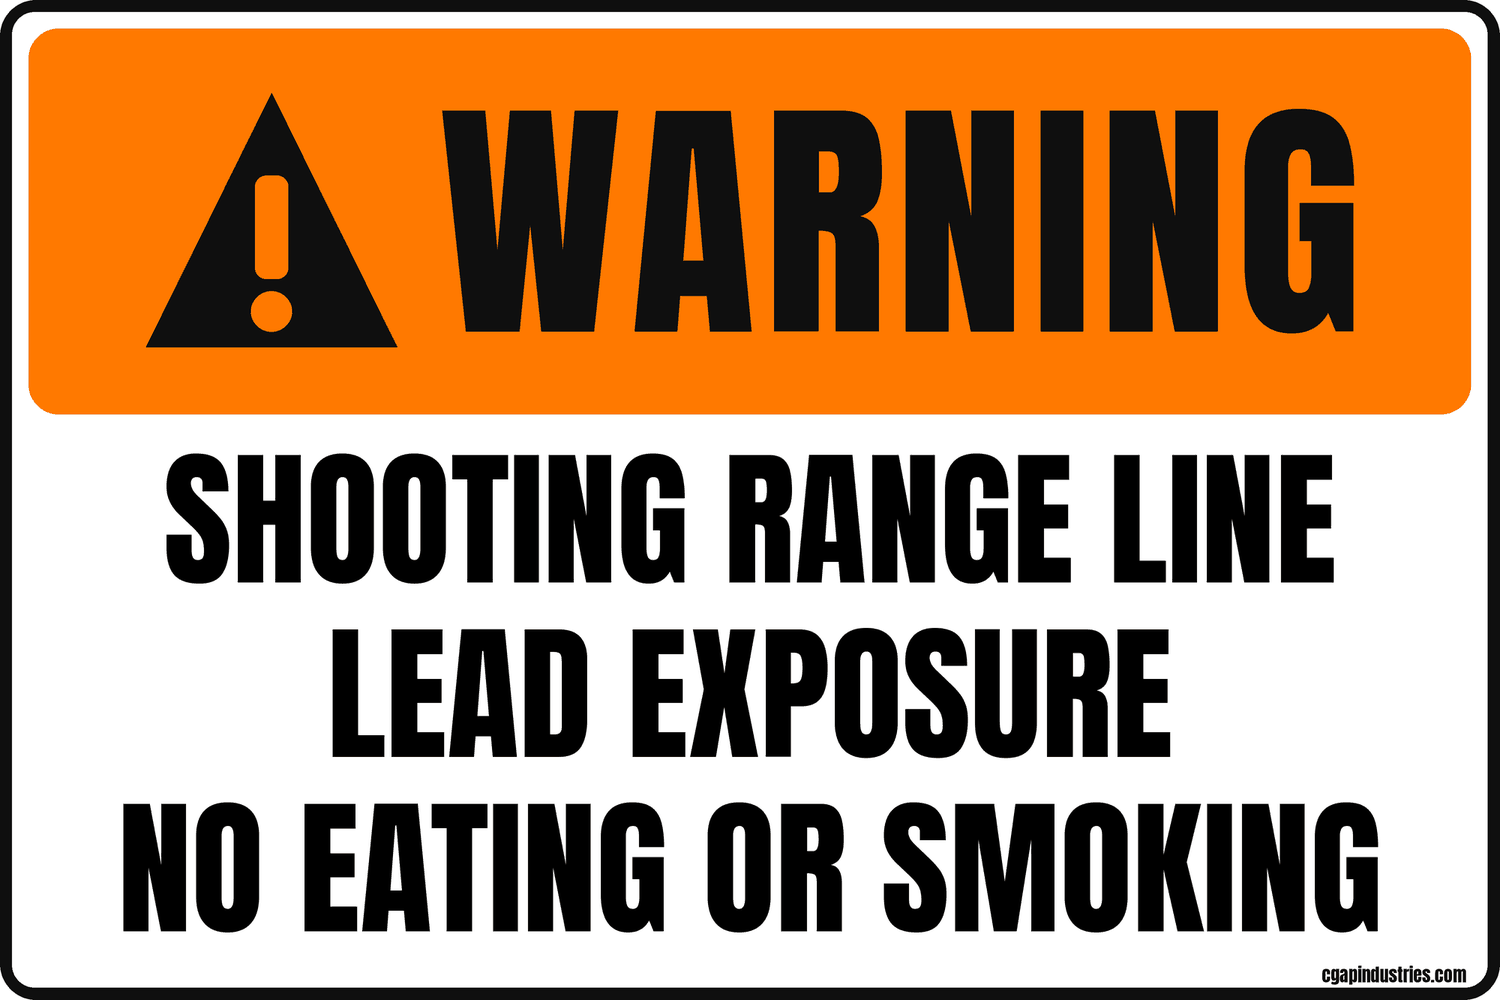 WARNING
SHOOTING RANGE LINE
LEAD EXPOSURE
NO EATING OR SMOKING
cgapindustries.com